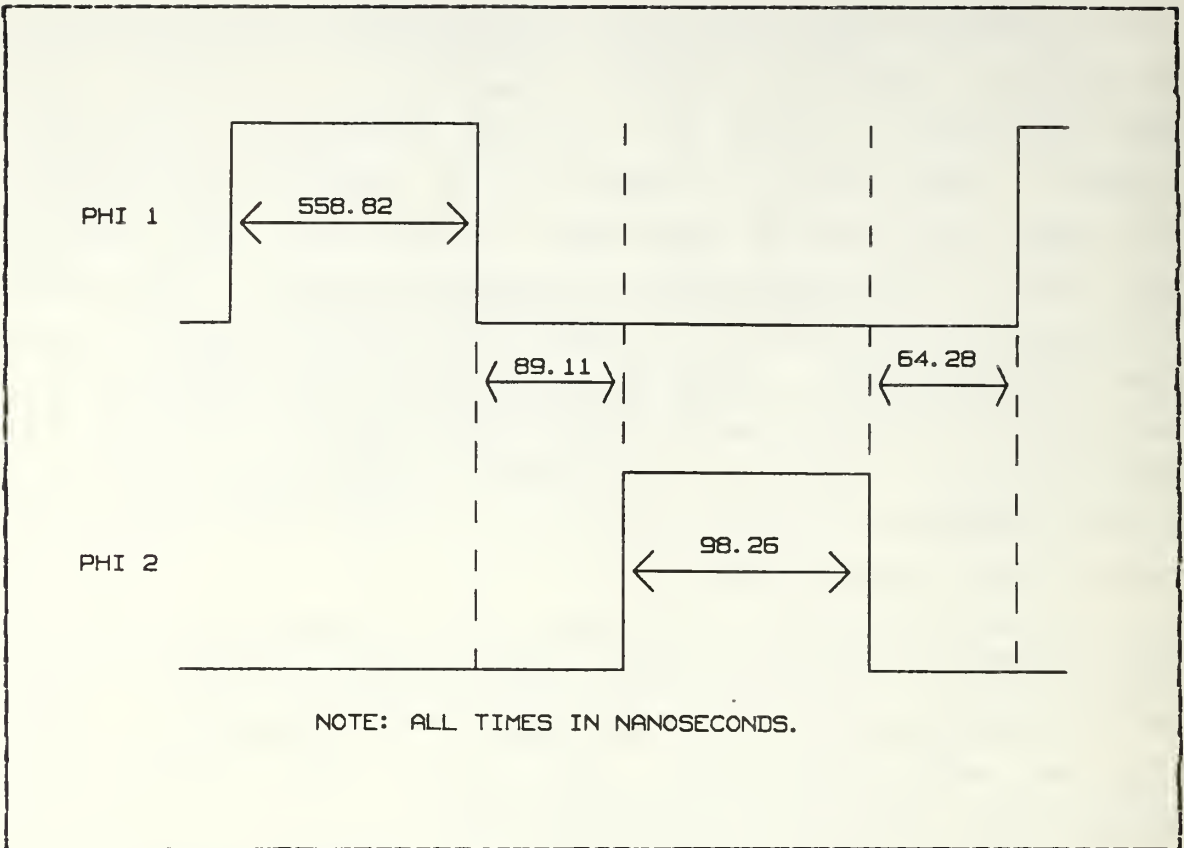 PHI 1
558.82
89.11
64.28
PHI 2
98.26
NOTE: ALL TIMES IN NANOSECONDS.